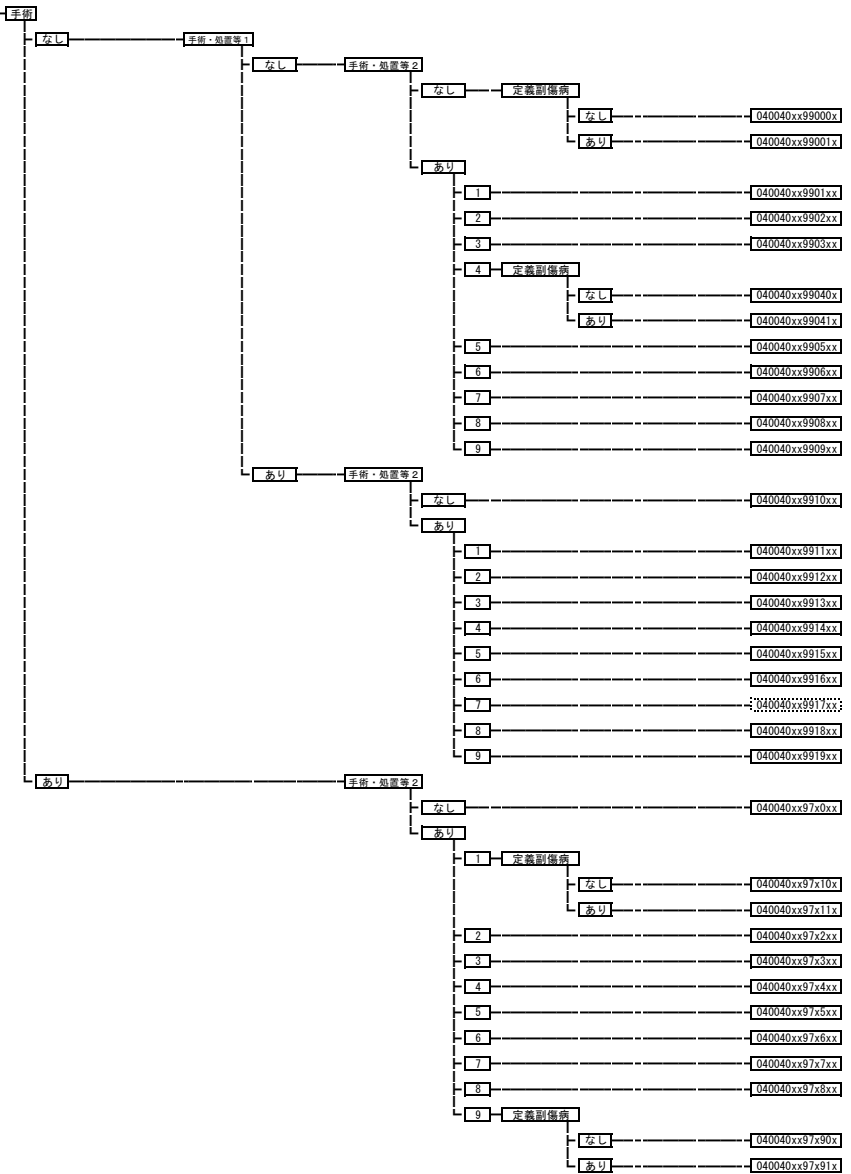 手術
なし 手術・処置等1
なし 手術・処置等2
なし 定義副傷病
なし 040040xx99000x
あり 040040xx99001x
あり
1 040040xx9901xx
2 040040xx9902xx
3 040040xx9903xx
4 定義副傷病
なし 040040xx99040x
あり 040040xx99041x
5 040040xx9905xx
6 040040xx9906xx
7 040040xx9907xx
8 040040xx9908xx
9 040040xx9909xx
あり 手術・処置等2
なし 040040xx9910xx
あり
1 040040xx9911xx
2 040040xx9912xx
3 040040xx9913xx
4 040040xx9914xx
5 040040xx9915xx
6 040040xx9916xx
7 040040xx9917xx
8 040040xx9918xx
9 040040xx9919xx
あり 手術・処置等2
なし 040040xx97x0xx
あり
1 定義副傷病
なし 040040xx97x10x
あり 040040xx97x11x
2 040040xx97x2xx
3 040040xx97x3xx
4 040040xx97x4xx
5 040040xx97x5xx
6 040040xx97x6xx
7 040040xx97x7xx
8 040040xx97x8xx
9 定義副傷病
なし 040040xx97x90x
あり 040040xx97x91x